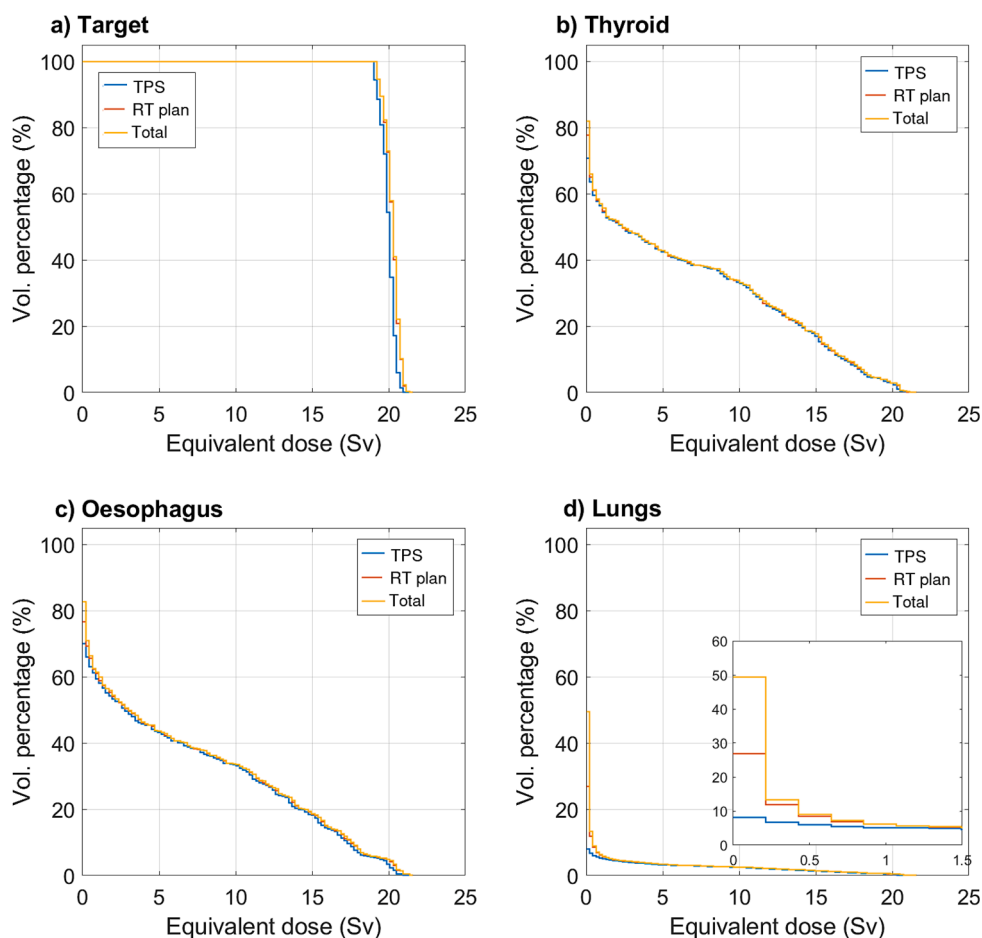 a) Target
100
80
60
40
20
0
0 5 10 15 20 25
Vol. percentage (%)
Equivalent dose (Sv)
TPS
RT plan
Total
b) Thyroid
100
80
60
40
20
0
0 5 10 15 20 25
Vol. percentage (%)
Equivalent dose (Sv)
TPS
RT plan
Total
c) Oesophagus
100
80
60
40
20
0
0 5 10 15 20 25
Vol. percentage (%)
Equivalent dose (Sv)
TPS
RT plan
Total
d) Lungs
100
80
60
40
20
0
0 5 10 15 20 25
Vol. percentage (%)
Equivalent dose (Sv)
TPS
RT plan
Total
60
50
40
30
20
10
0
0 0.5 1 1.5